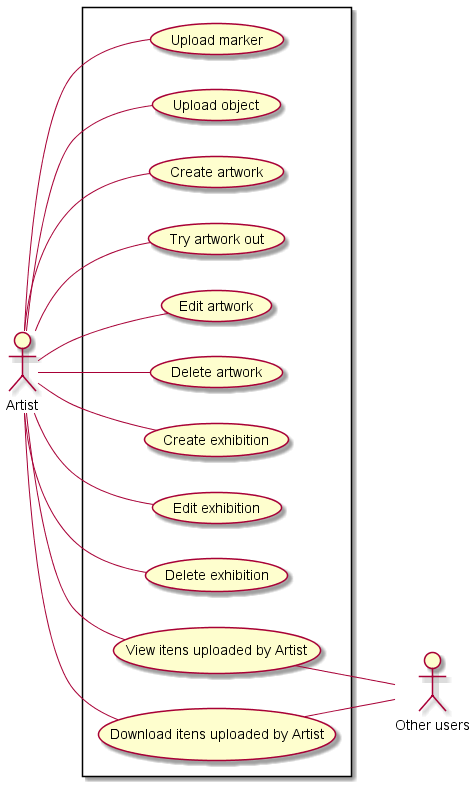 Upload marker
Upload object
Create artwork
Try artwork out
Edit artwork
Delete artwork
Artist
Create exhibition
Edit exhibition
Delete exhibition
View itens uploaded by Artist
Other users
Download itens uploaded by Artist